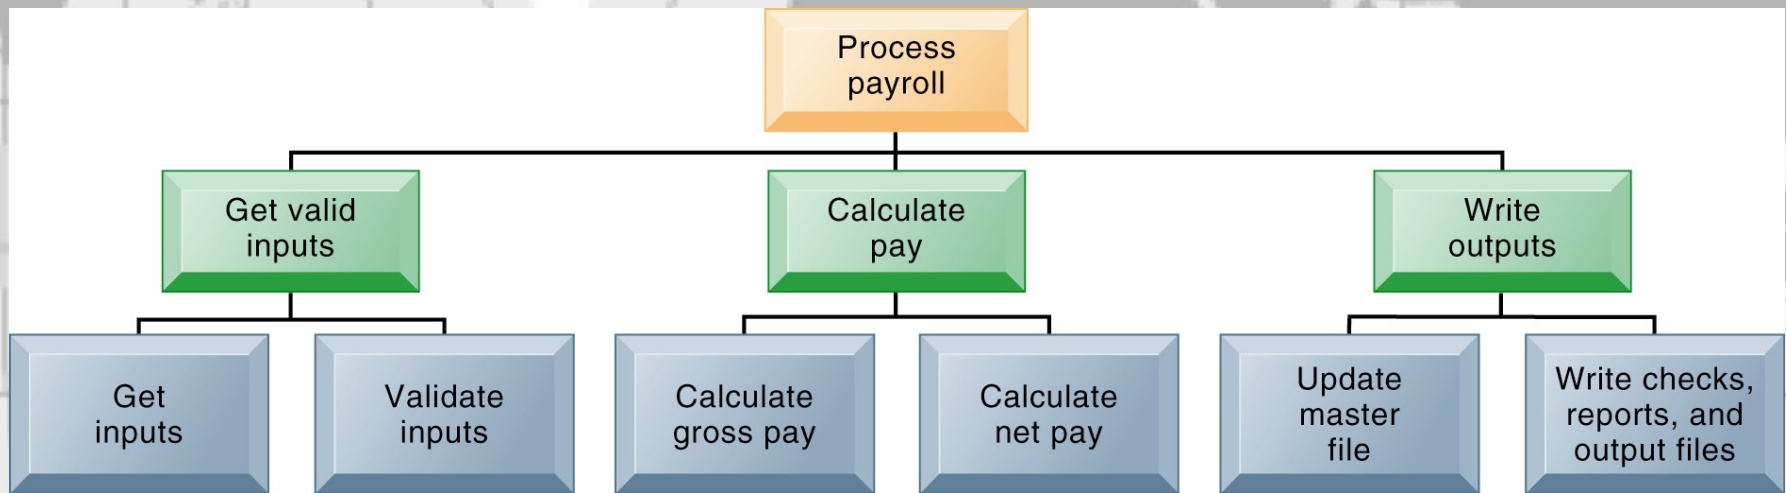 Process
payroll
Get valid
inputs
Calculate
pay
Write
outputs
Get
inputs
Validate
inputs
Calculate
gross pay
Calculate
net pay
Update
master
file
Write checks,
reports, and
output files